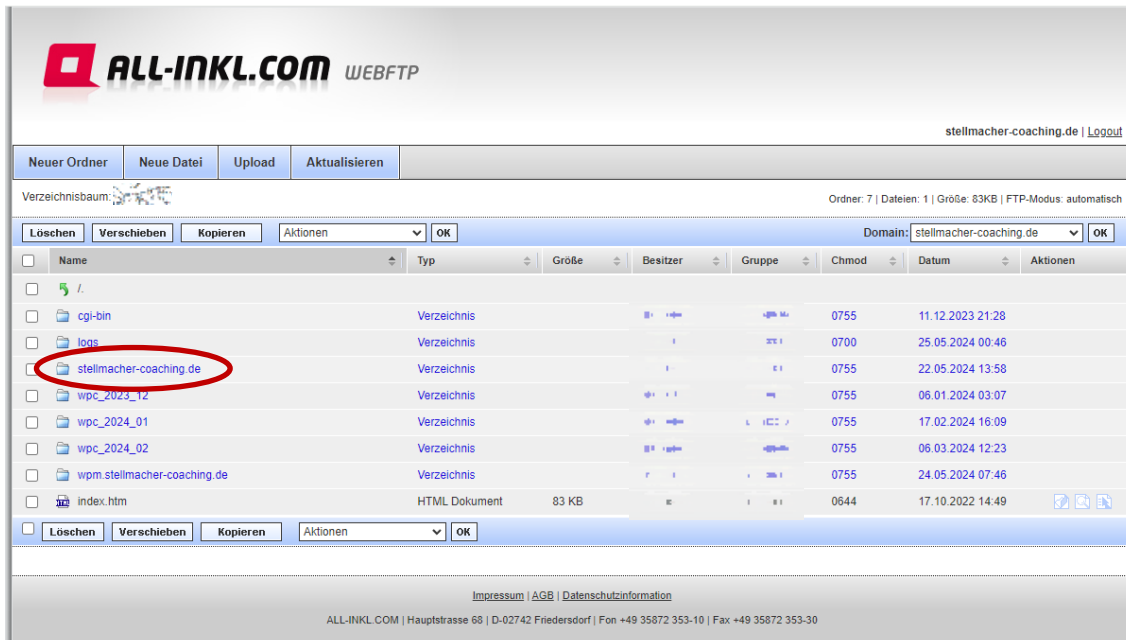 ALL-INKL.COM WEBFTP
stellmacher-coaching.de | Logout
Neuer Ordner Neue Datei Upload Aktualisieren
Verzeichnisbaum: Ordner: 7 | Dateien: 1 | Größe: 83KB | FTP-Modus: automatisch
Löschen Verschieben Kopieren Aktionen OK Domain: stellmacher-coaching.de OK
Name Typ Größe Besitzer Gruppe Chmod Datum Aktionen
/.
cgi-bin Verzeichnis 0755 11.12.2023 21:28
logs Verzeichnis 0700 25.05.2024 00:46
stellmacher-coaching.de Verzeichnis 0755 22.05.2024 13:58
wpc_2023_12 Verzeichnis 0755 06.01.2024 03:07
wpc_2024_01 Verzeichnis 0755 17.02.2024 16:09
wpc_2024_02 Verzeichnis 0755 06.03.2024 12:23
wpm.stellmacher-coaching.de Verzeichnis 0755 24.05.2024 07:46
index.htm HTML Dokument 83 KB 0644 17.10.2022 14:49
Löschen Verschieben Kopieren Aktionen OK
Impressum | AGB | Datenschutzinformation
ALL-INKL.COM | Hauptstrasse 68 | D-02742 Friedersdorf | Fon +49 35872 353-10 | Fax +49 35872 353-30